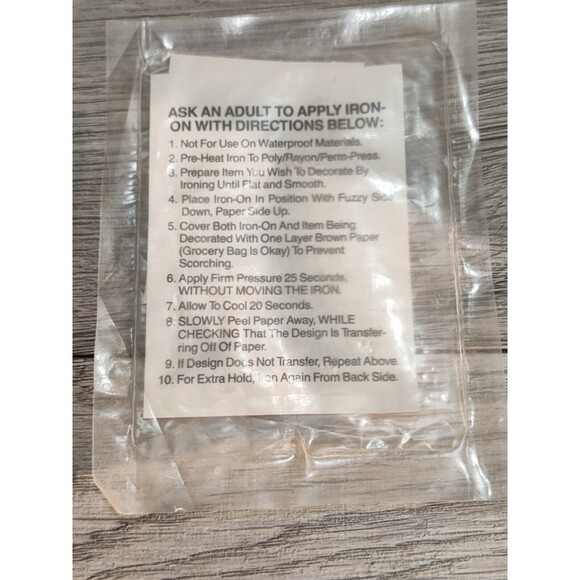 ASK AN ADULT TO APPLY IRON-
ON WITH DIRECTIONS BELOW:
1. Not For Use On Waterproof Materials.
2. Pre-Heat Iron To Poly/Rayon/Perm-Press.
3. Prepare Item You Wish To Decorate By
Ironing Until Flat and Smooth.
4. Place Iron-On In Position With Fuzzy Side
Down, Paper Side Up.
5. Cover Both Iron-On And Item Being
Decorated With One Layer Brown Paper
(Grocery Bag Is Okay) To Prevent
Scorching.
6. Apply Firm Pressure 25 Seconds,
WITHOUT MOVING THE IRON.
7. Allow To Cool 20 Seconds.
8. SLOWLY Peel Paper Away, WHILE
CHECKING That The Design Is Transfer-
ring Off Of Paper.
9. If Design Does Not Transfer, Repeat Above.
10. For Extra Hold, Iron Again From Back Side.